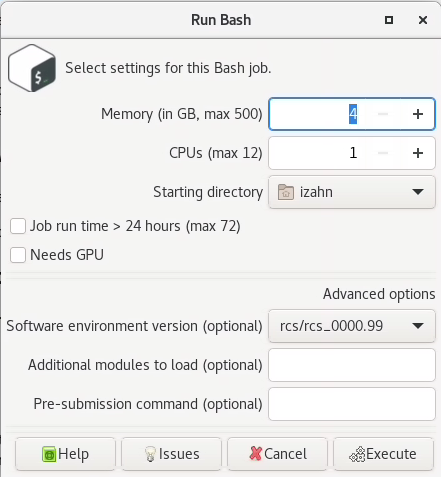 Run Bash
$_
Select settings for this Bash job.
Memory (in GB, max 500) 4
CPUs (max 12) 1
Starting directory izahn
Job run time > 24 hours (max 72)
Needs GPU
Advanced options
Software environment version (optional) rcs/rcs_0000.99
Additional modules to load (optional)
Pre-submission command (optional)
Help Issues Cancel Execute